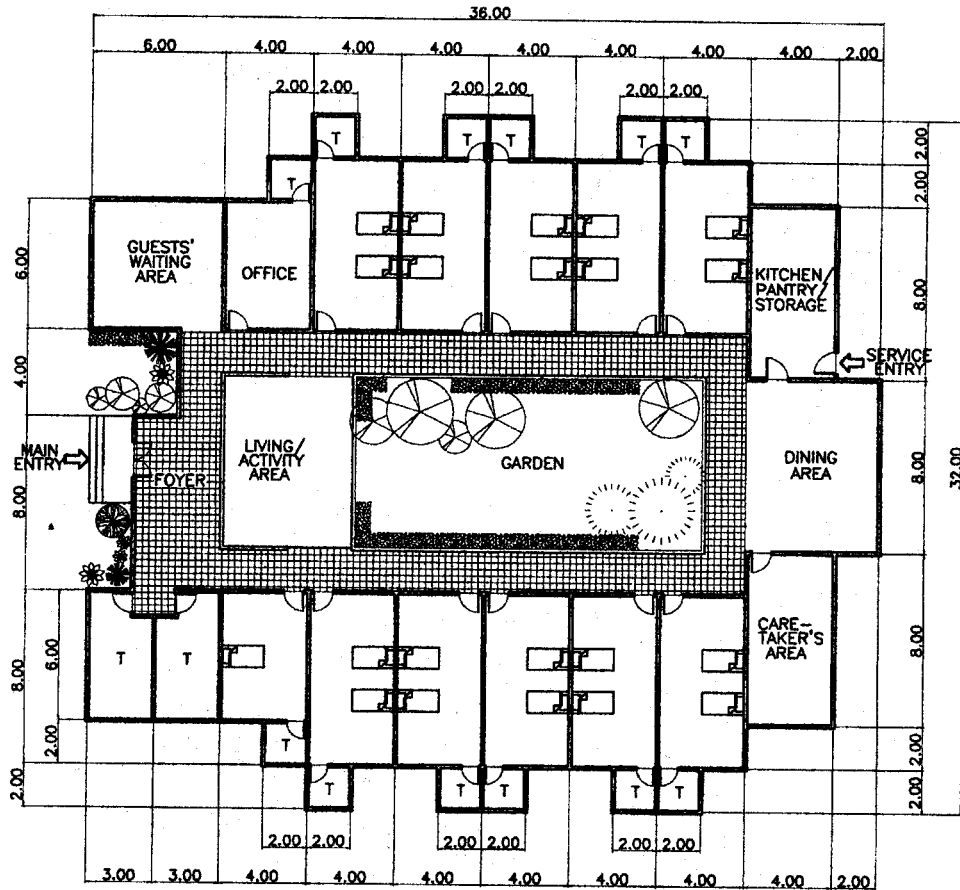 36.00
6.00 4.00 4.00 4.00 4.00 4.00 4.00 2.00
2.00 2.00 2.00 2.00 2.00 2.00
T T T T T
T
2.00
2.00
GUESTS'
WAITING
AREA
OFFICE
KITCHEN/
PANTRY/
STORAGE
6.00
8.00
SERVICE
ENTRY
4.00
MAIN
ENTRY
FOYER
LIVING/
ACTIVITY
AREA
GARDEN
DINING
AREA
8.00
8.00
32.00
T T
CARE-
TAKER'S
AREA
8.00
6.00
8.00
T
2.00
2.00
T T T T T
2.00
2.00
2.00 2.00 2.00 2.00 2.00 2.00
3.00 3.00 4.00 4.00 4.00 4.00 4.00 4.00 4.00 2.00